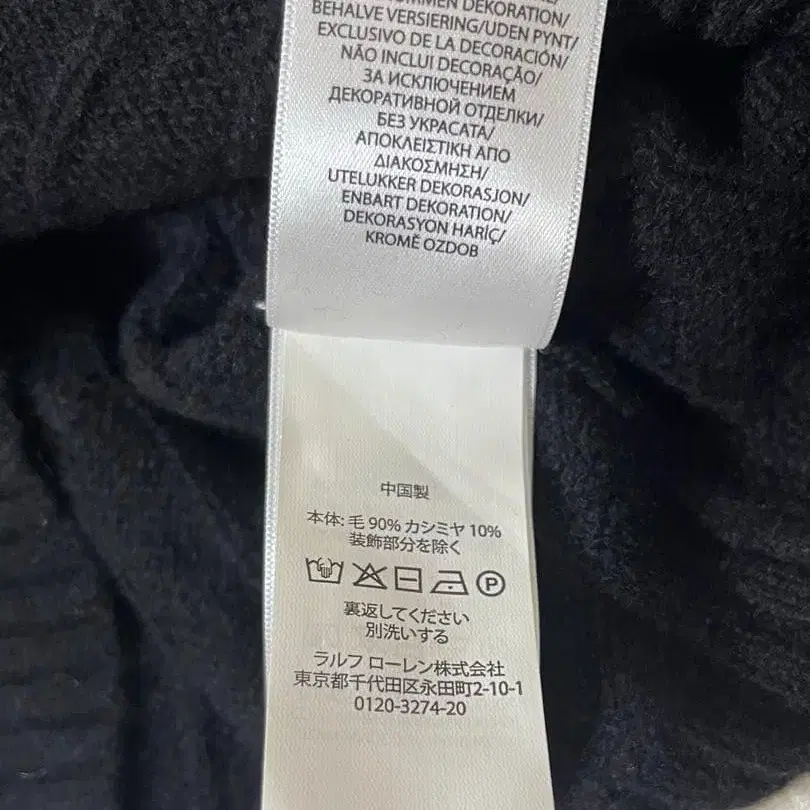 KOMMEN DEKORATION/
BEHALVE VERSIERING/UDEN PYNT/
EXCLUSIVO DE LA DECORACIÓN/
NÃO INCLUI DECORAÇÃO/
ЗА ИСКЛЮЧЕНИЕМ
ДЕКОРАТИВНОЙ ОТДЕЛКИ/
БЕЗ УКРАСАТА/
ΑΠΟΚΛΕΙΣΤΙΚΗ ΑΠΟ
ΔΙΑΚΟΣΜΗΣΗ/
UTELUKKER DEKORASJON/
ENBART DEKORATION/
DEKORASYON HARİÇ/
KROMĚ OZDOB
中国製
本体: 毛 90% カシミヤ 10%
装飾部分を除く
P
裏返してください
別洗いする
ラルフ ローレン株式会社
東京都千代田区永田町2-10-1
0120-3274-20